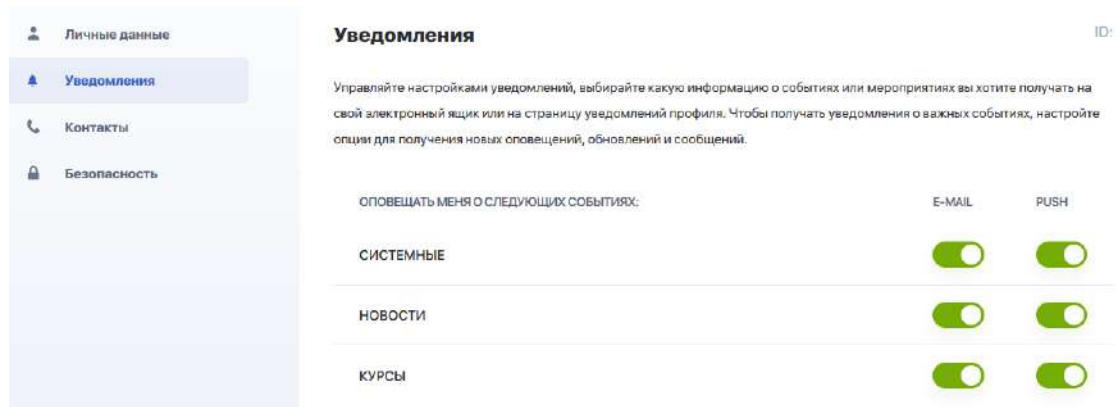 Личные данные
Уведомления
Контакты
Безопасность
Уведомления
ID:
Управляйте настройками уведомлений, выбирайте какую информацию о событиях или мероприятиях вы хотите получать на
свой электронный ящик или на страницу уведомлений профиля. Чтобы получать уведомления о важных событиях, настройте
опции для получения новых оповещений, обновлений и сообщений.
ОПОВЕЩАТЬ МЕНЯ О СЛЕДУЮЩИХ СОБЫТИЯХ: E-MAIL PUSH
СИСТЕМНЫЕ
НОВОСТИ
КУРСЫ